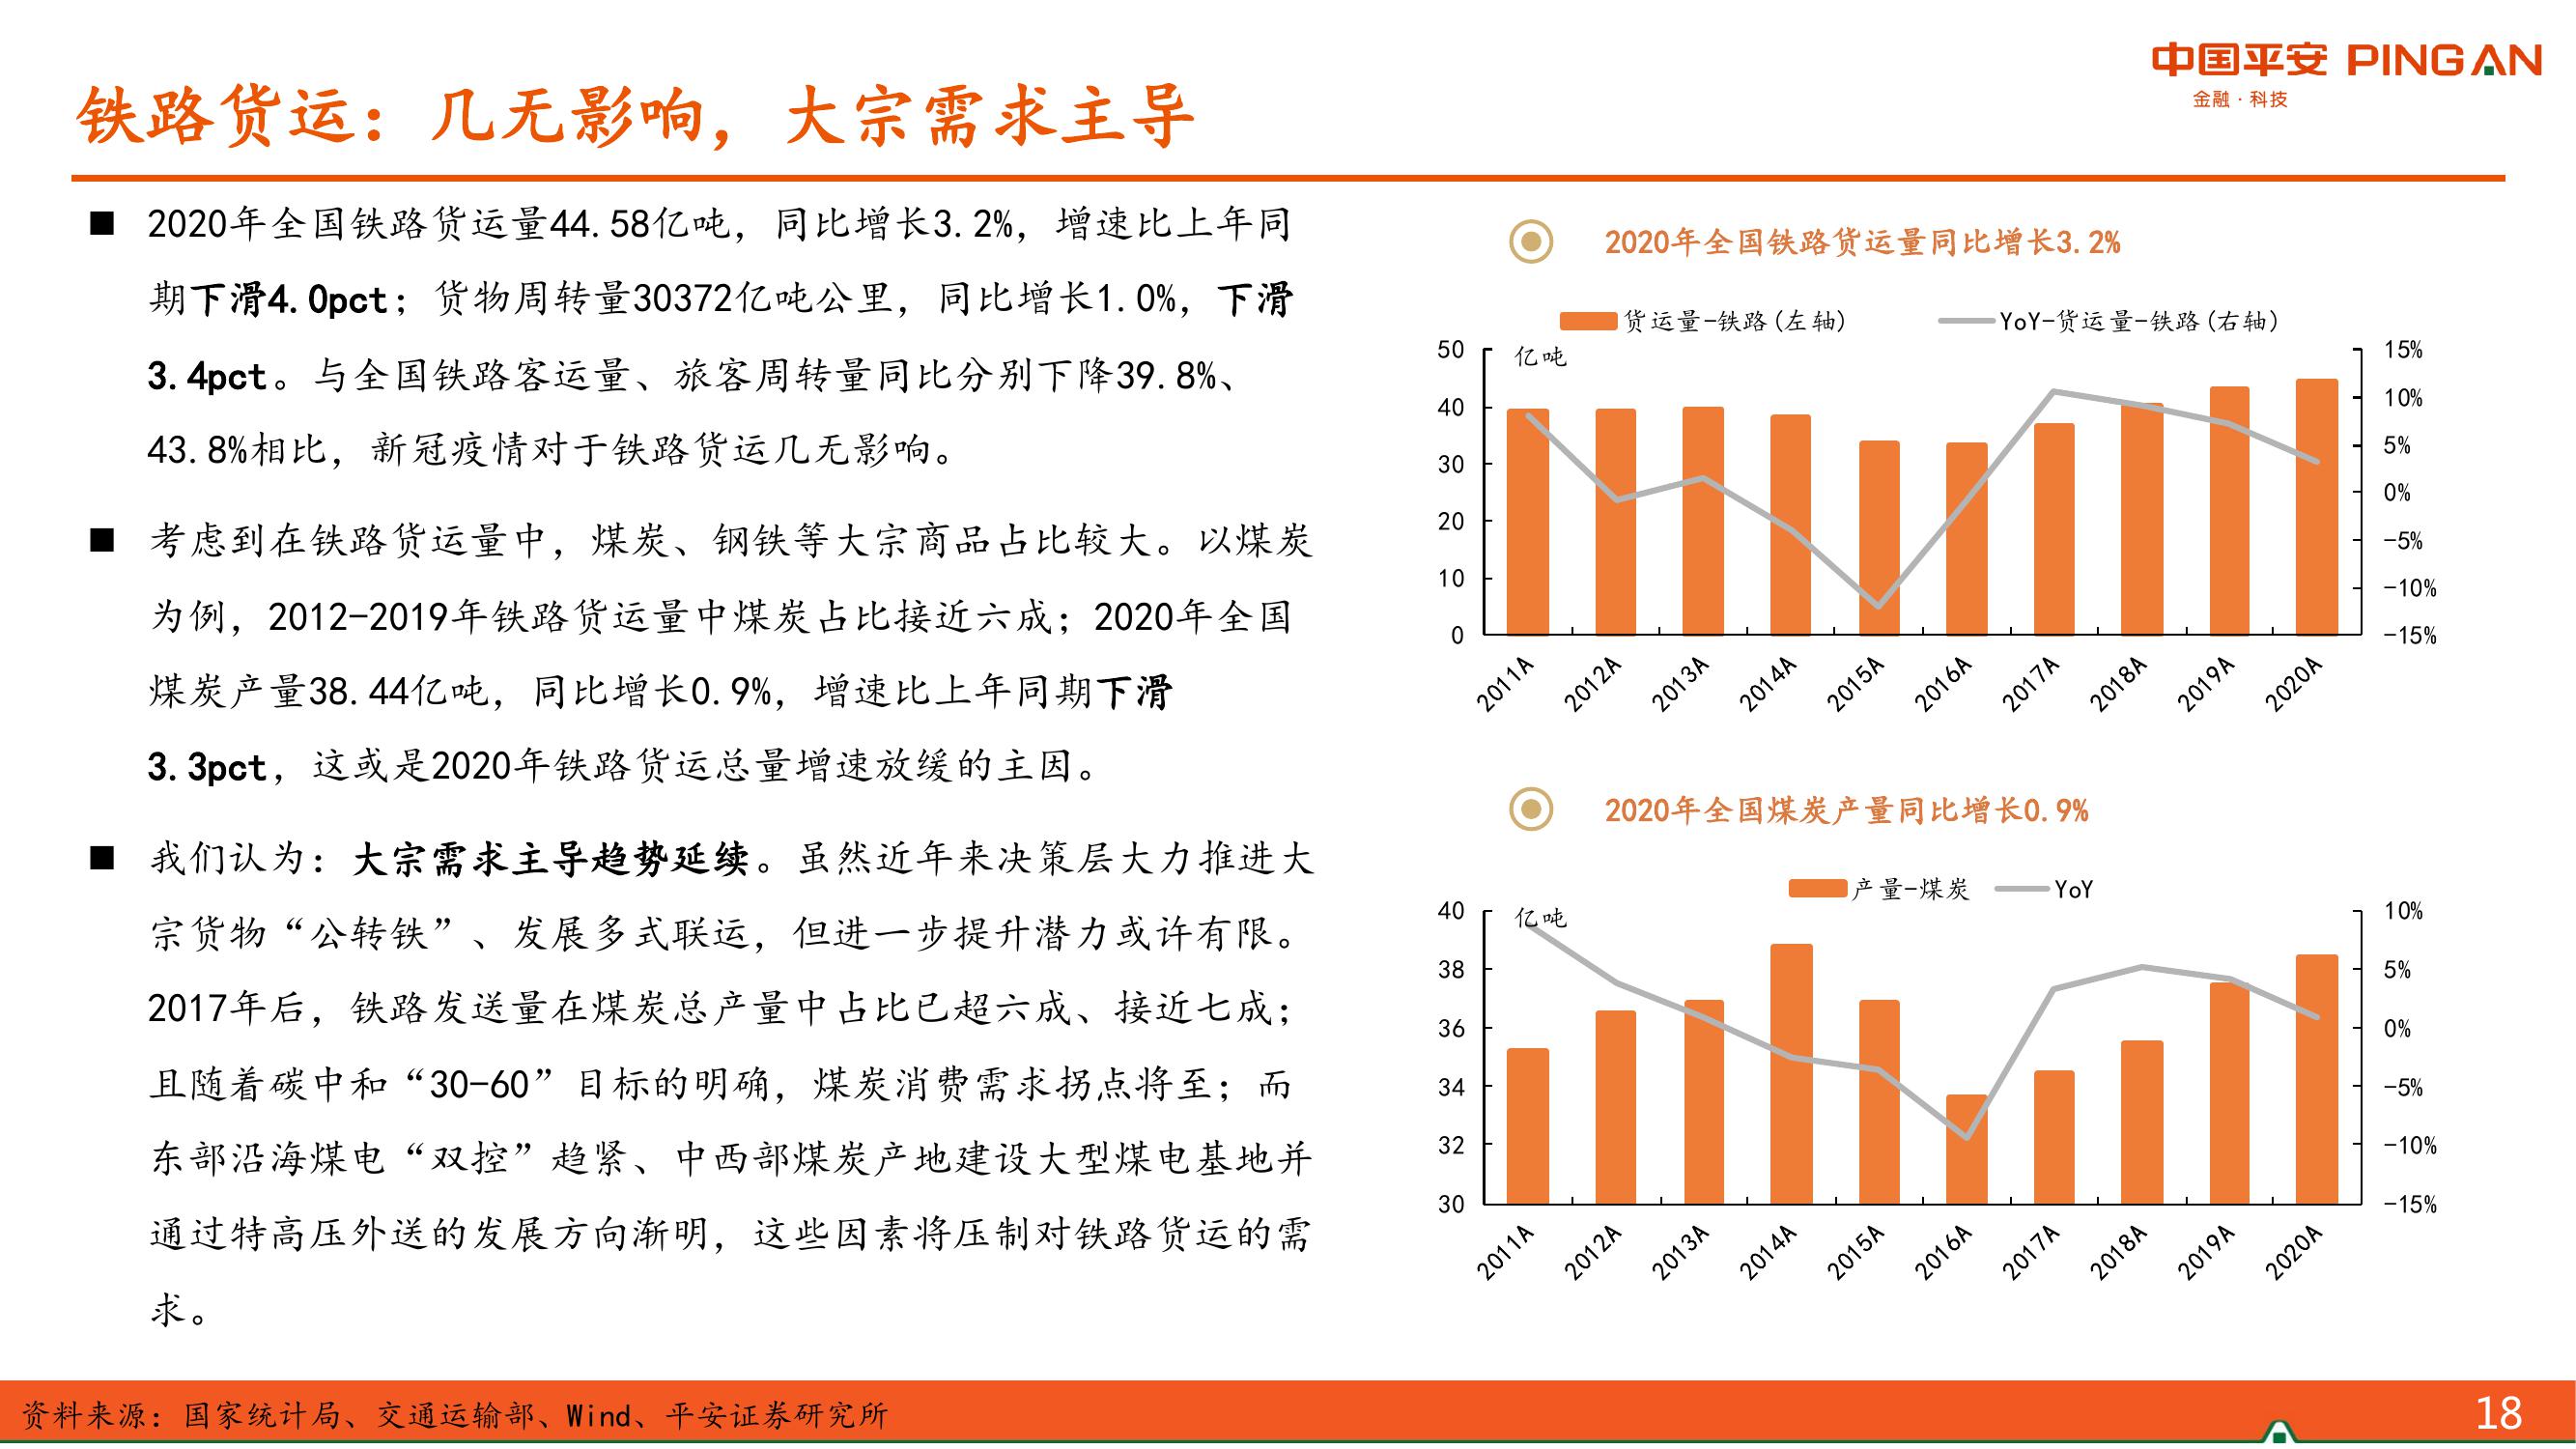 中国平安 PINGAN
金融·科技
铁路货运：几无影响，大宗需求主导
■ 2020年全国铁路货运量44.58亿吨，同比增长3.2%，增速比上年同
期下滑4.0pct；货物周转量30372亿吨公里，同比增长1.0%，下滑
3.4pct。与全国铁路客运量、旅客周转量同比分别下降39.8%、
43.8%相比，新冠疫情对于铁路货运几无影响。
■ 考虑到在铁路货运量中，煤炭、钢铁等大宗商品占比较大。以煤炭
为例，2012-2019年铁路货运量中煤炭占比接近六成；2020年全国
煤炭产量38.44亿吨，同比增长0.9%，增速比上年同期下滑
3.3pct，这或是2020年铁路货运总量增速放缓的主因。
■ 我们认为：大宗需求主导趋势延续。虽然近年来决策层大力推进大
宗货物“公转铁”、发展多式联运，但进一步提升潜力或许有限。
2017年后，铁路发送量在煤炭总产量中占比已超六成、接近七成；
且随着碳中和“30-60”目标的明确，煤炭消费需求拐点将至；而
东部沿海煤电“双控”趋紧、中西部煤炭产地建设大型煤电基地并
通过特高压外送的发展方向渐明，这些因素将压制对铁路货运的需
求。
2020年全国铁路货运量同比增长3.2%
货运量-铁路(左轴) YoY-货运量-铁路(右轴)
亿吨
50 15%
40 10%
30 5%
20 0%
10 -5%
0 -10%
-15%
2011A 2012A 2013A 2014A 2015A 2016A 2017A 2018A 2019A 2020A
2020年全国煤炭产量同比增长0.9%
产量-煤炭 YoY
亿吨
40 10%
38 5%
36 0%
34 -5%
32 -10%
30 -15%
2011A 2012A 2013A 2014A 2015A 2016A 2017A 2018A 2019A 2020A
资料来源：国家统计局、交通运输部、Wind、平安证券研究所
18